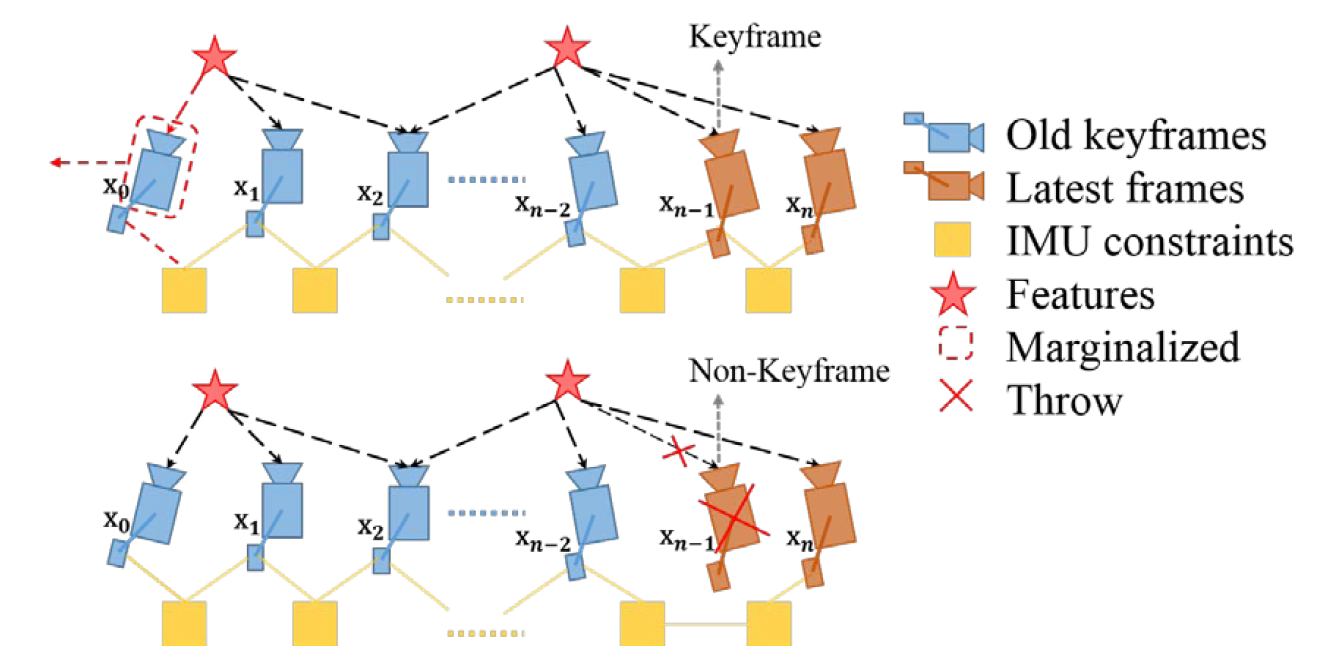 Keyframe
x₀
x₁
x₂
xₙ₋₂
xₙ₋₁
xₙ
Old keyframes
Latest frames
IMU constraints
Features
Marginalized
Throw
Non-Keyframe
x₀
x₁
x₂
xₙ₋₂
xₙ₋₁
xₙ